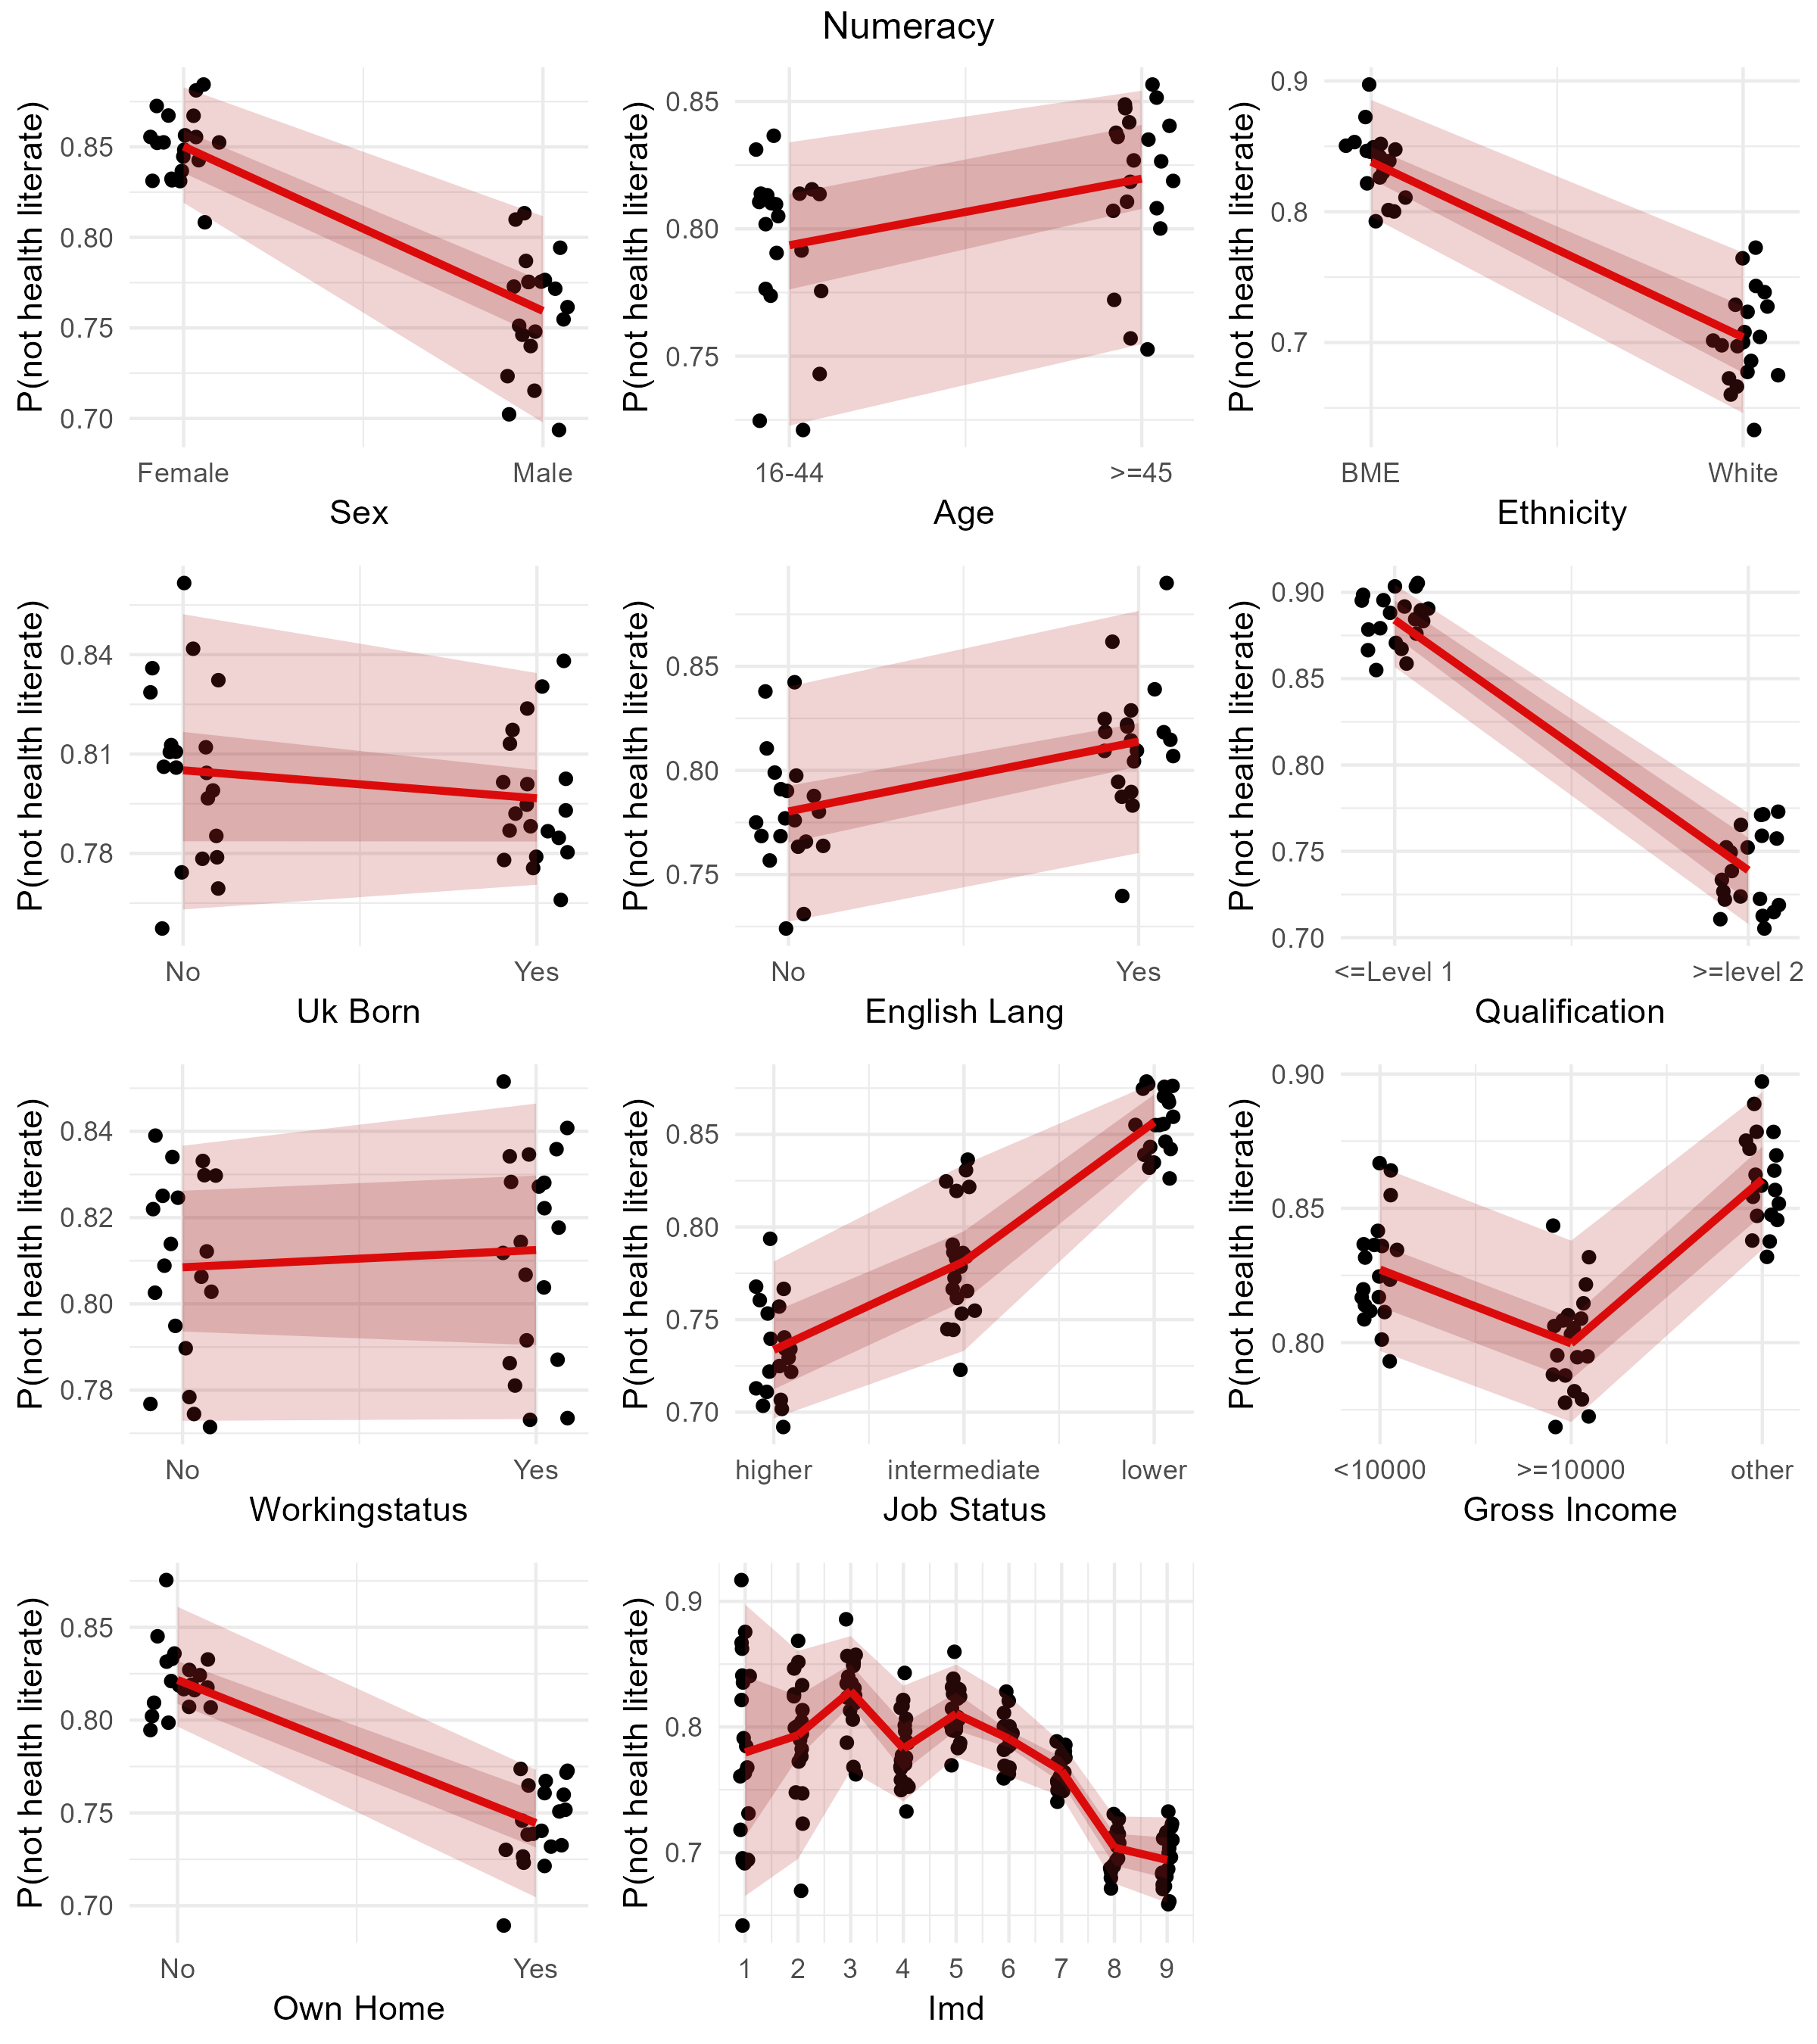 Numeracy
P(not health literate)
0.85
0.80
0.75
0.70
Female Male
Sex
P(not health literate)
0.85
0.80
0.75
16-44 >=45
Age
P(not health literate)
0.9
0.8
0.7
BME White
Ethnicity
P(not health literate)
0.84
0.81
0.78
No Yes
Uk Born
P(not health literate)
0.85
0.80
0.75
No Yes
English Lang
P(not health literate)
0.90
0.85
0.80
0.75
0.70
<=Level 1 >=level 2
Qualification
P(not health literate)
0.84
0.82
0.80
0.78
No Yes
Workingstatus
P(not health literate)
0.85
0.80
0.75
0.70
higher intermediate lower
Job Status
P(not health literate)
0.90
0.85
0.80
<10000 >=10000 other
Gross Income
P(not health literate)
0.85
0.80
0.75
0.70
No Yes
Own Home
P(not health literate)
0.9
0.8
0.7
1 2 3 4 5 6 7 8 9
Imd